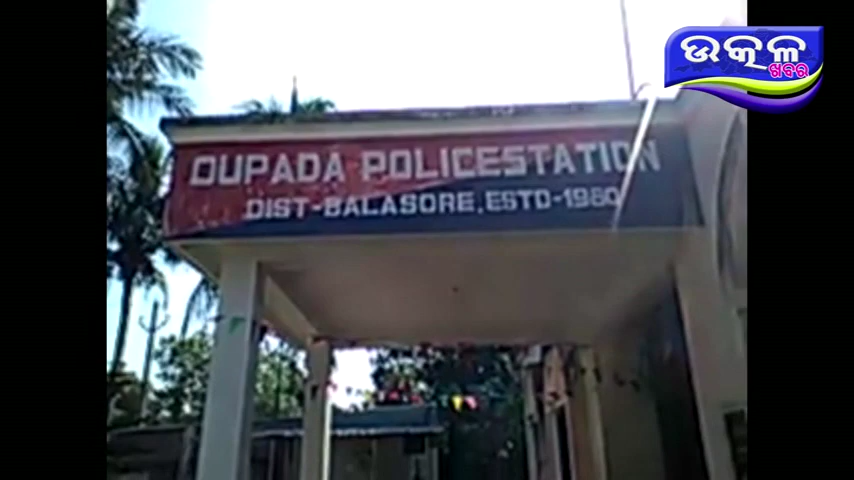 ଉତ୍କଳ
ଖବର
OUPADA POLICESTATION
DIST-BALASORE, ESTD-1980